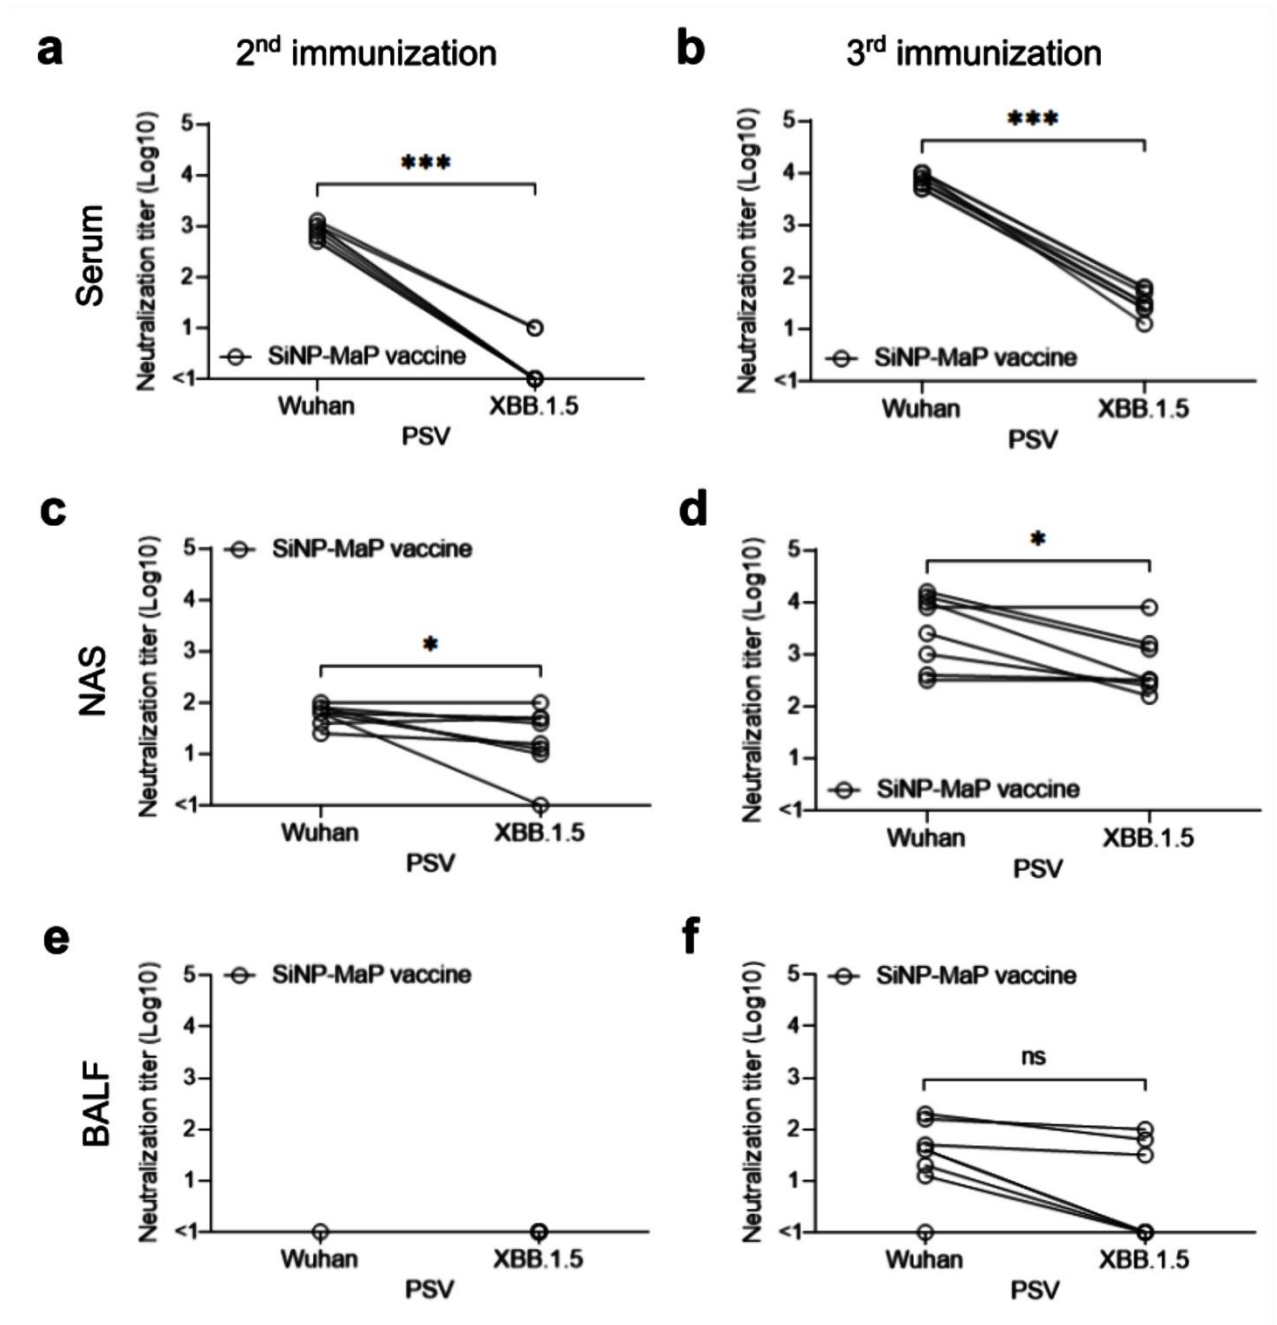 a
2nd immunization
Serum
Neutralization titer (Log10)
5
4
3
2
1
<1
***
SiNP-MaP vaccine
Wuhan
XBB.1.5
PSV
b
3rd immunization
Neutralization titer (Log10)
5
4
3
2
1
<1
***
SiNP-MaP vaccine
Wuhan
XBB.1.5
PSV
c
NAS
Neutralization titer (Log10)
5
4
3
2
1
<1
SiNP-MaP vaccine
*
Wuhan
XBB.1.5
PSV
d
Neutralization titer (Log10)
5
4
3
2
1
<1
*
SiNP-MaP vaccine
Wuhan
XBB.1.5
PSV
e
BALF
Neutralization titer (Log10)
5
4
3
2
1
<1
SiNP-MaP vaccine
Wuhan
XBB.1.5
PSV
f
Neutralization titer (Log10)
5
4
3
2
1
<1
SiNP-MaP vaccine
ns
Wuhan
XBB.1.5
PSV